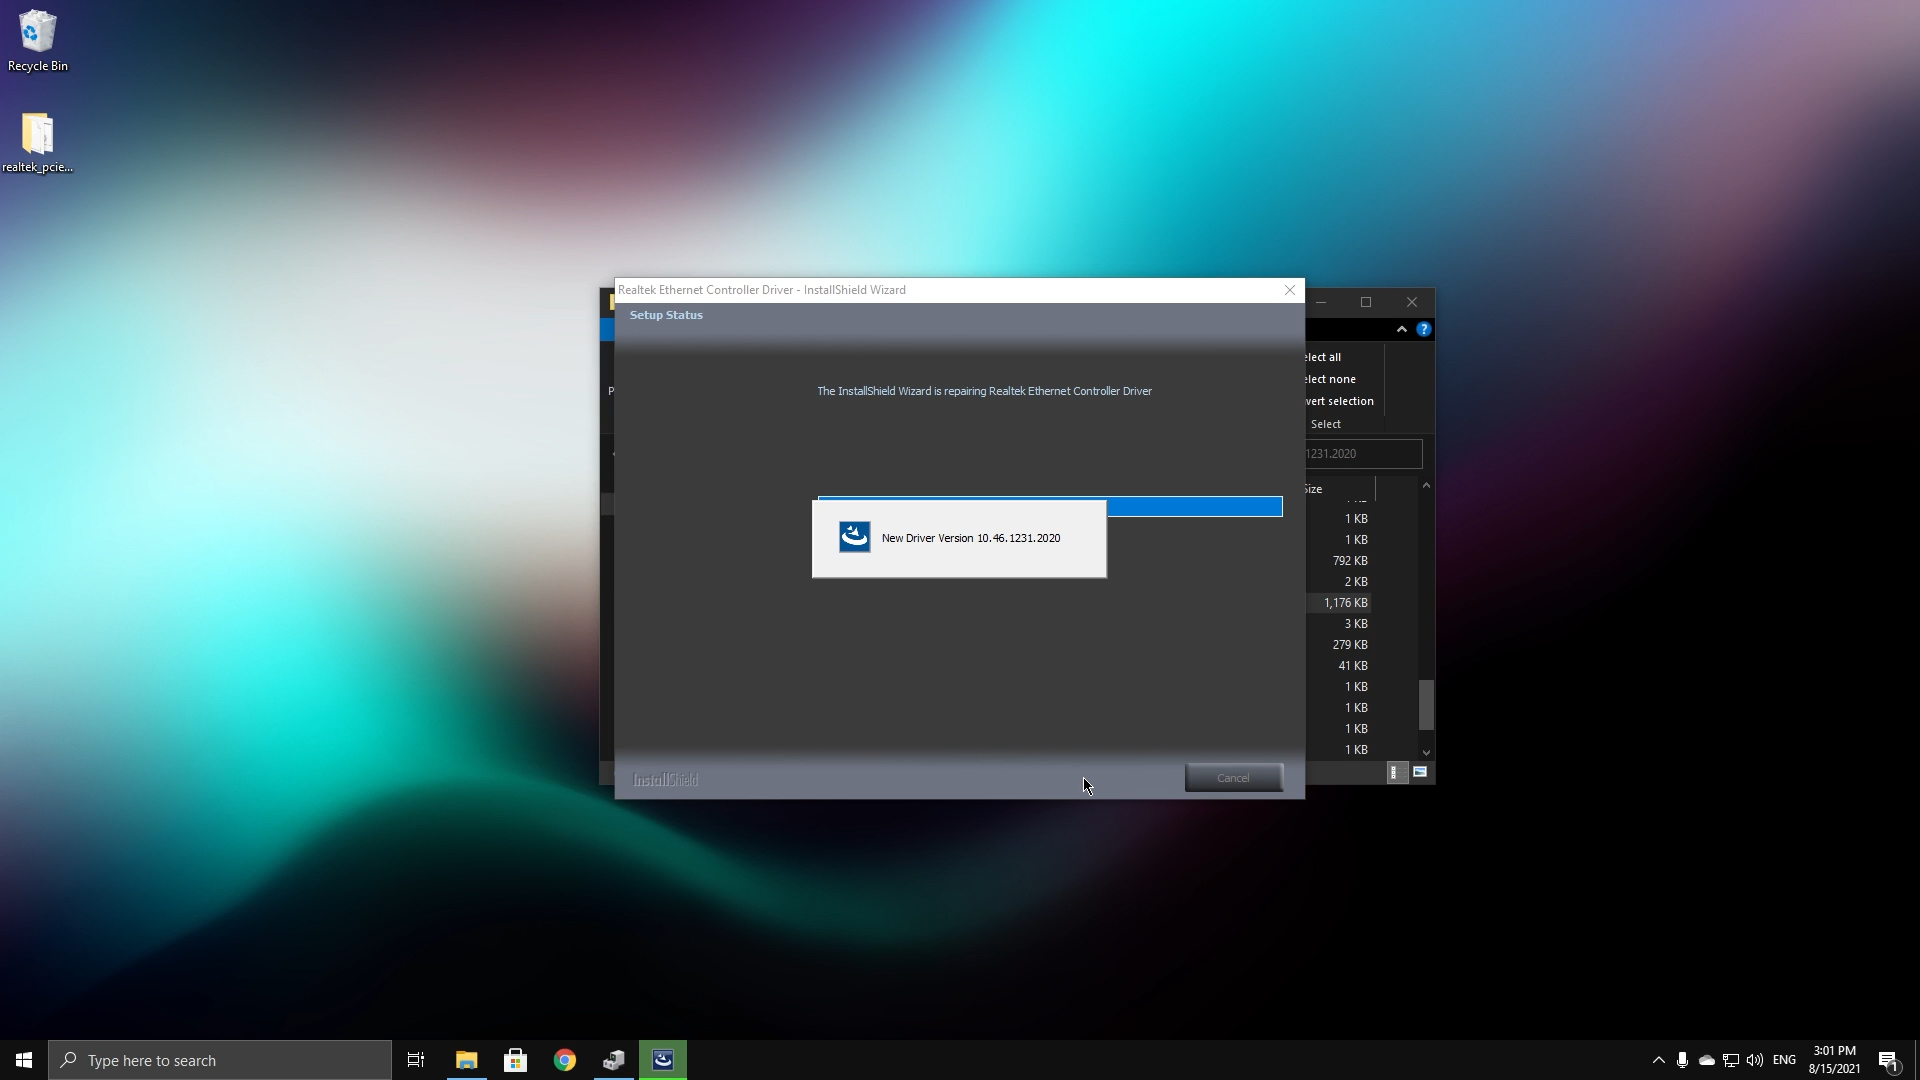 Recycle Bin
realtek_pcie...
Realtek Ethernet Controller Driver - InstallShield Wizard
Setup Status
The InstallShield Wizard is repairing Realtek Ethernet Controller Driver
New Driver Version 10.46.1231.2020
InstallShield
Cancel
?
elect all
elect none
vert selection
Select
P
1231.2020
Size
1 KB
1 KB
792 KB
2 KB
1,176 KB
3 KB
279 KB
41 KB
1 KB
1 KB
1 KB
1 KB
Type here to search
ENG
3:01 PM
8/15/2021
1